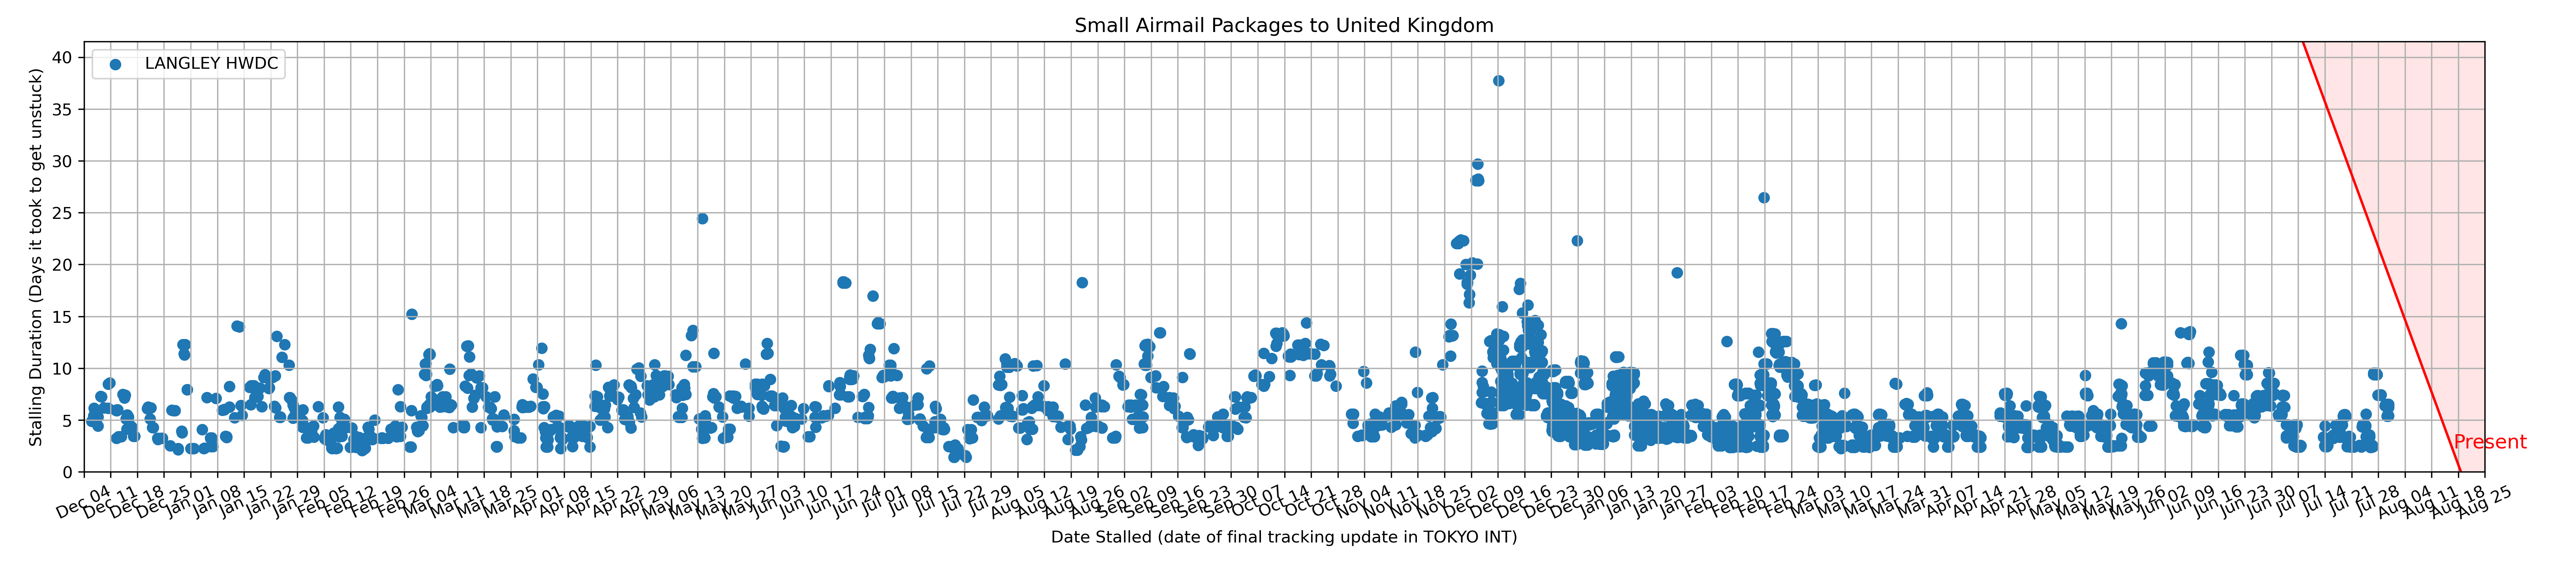 Small Airmail Packages to United Kingdom
LANGLEY HWDC
Stalling Duration (Days it took to get unstuck)
40
35
30
25
20
15
10
5
0
Present
Dec 04
Dec 11
Dec 18
Dec 25
Jan 01
Jan 08
Jan 15
Jan 22
Jan 29
Feb 05
Feb 12
Feb 19
Feb 26
Mar 04
Mar 11
Mar 18
Mar 25
Apr 01
Apr 08
Apr 15
Apr 22
Apr 29
May 06
May 13
May 20
May 27
Jun 03
Jun 10
Jun 17
Jun 24
Jul 01
Jul 08
Jul 15
Jul 22
Jul 29
Aug 05
Aug 12
Aug 19
Aug 26
Sep 02
Sep 09
Sep 16
Sep 23
Sep 30
Oct 07
Oct 14
Oct 21
Oct 28
Nov 04
Nov 11
Nov 18
Nov 25
Dec 02
Dec 09
Dec 16
Dec 23
Dec 30
Jan 06
Jan 13
Jan 20
Jan 27
Feb 03
Feb 10
Feb 17
Feb 24
Mar 03
Mar 10
Mar 17
Mar 24
Mar 31
Apr 07
Apr 14
Apr 21
Apr 28
May 05
May 12
May 19
May 26
Jun 02
Jun 09
Jun 16
Jun 23
Jun 30
Jul 07
Jul 14
Jul 21
Jul 28
Aug 04
Aug 11
Aug 18
Aug 25
Date Stalled (date of final tracking update in TOKYO INT)